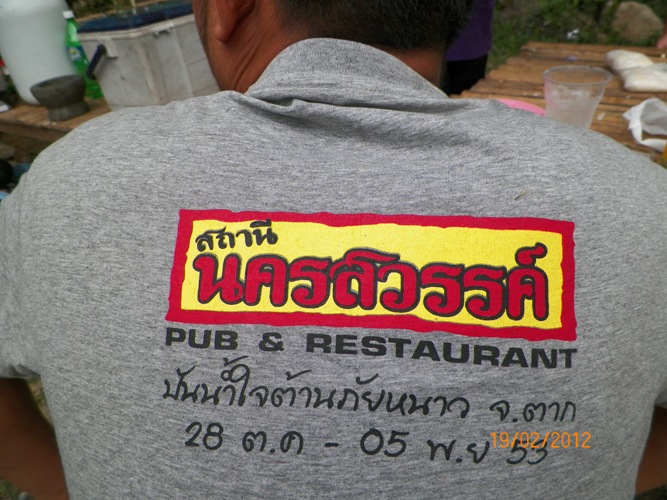 สถานี
นครสวรรค์
PUB & RESTAURANT
ปันน้ำใจต้านภัยหนาว จ.ตาก
28 ต.ค - 05 พ.ย 53
19/02/2012